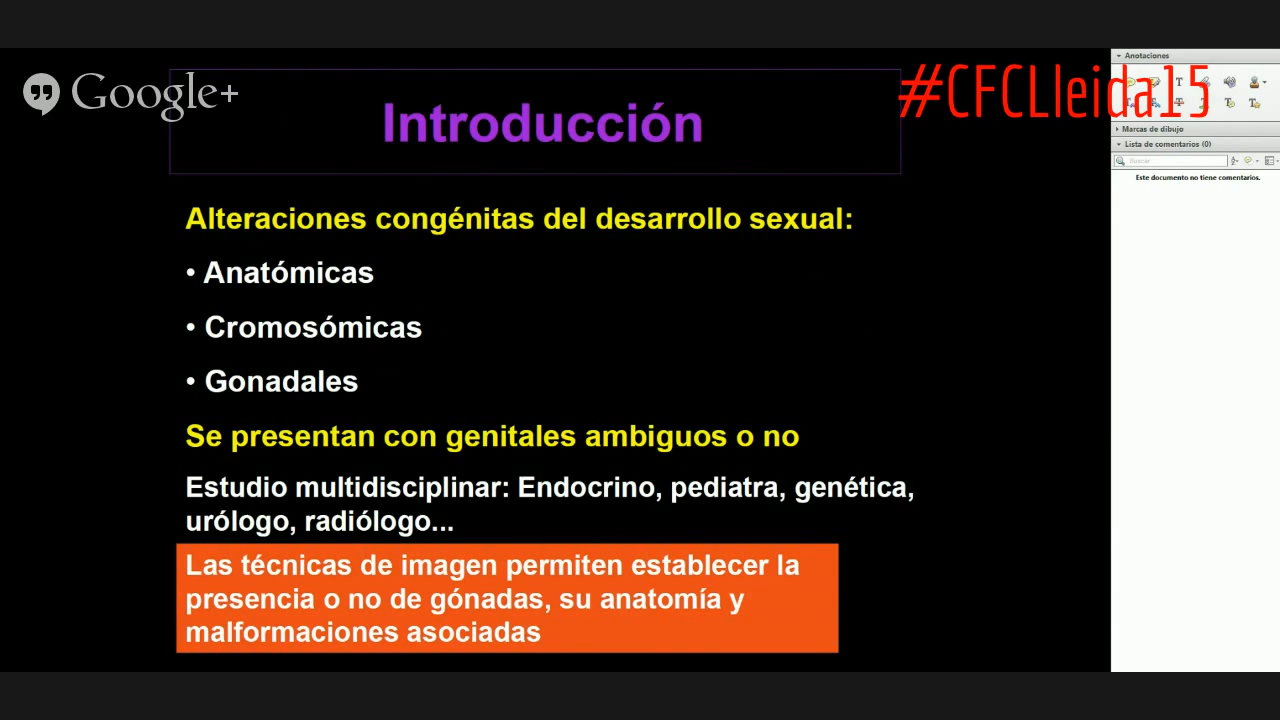 Google+
#CFCLleida15
Introducción
Alteraciones congénitas del desarrollo sexual:
• Anatómicas
• Cromosómicas
• Gonadales
Se presentan con genitales ambiguos o no
Estudio multidisciplinar: Endocrino, pediatra, genética,
urólogo, radiólogo...
Las técnicas de imagen permiten establecer la
presencia o no de gónadas, su anatomía y
malformaciones asociadas
Anotaciones
Marcas de dibujo
Lista de comentarios (0)
Buscar
Este documento no tiene comentarios.